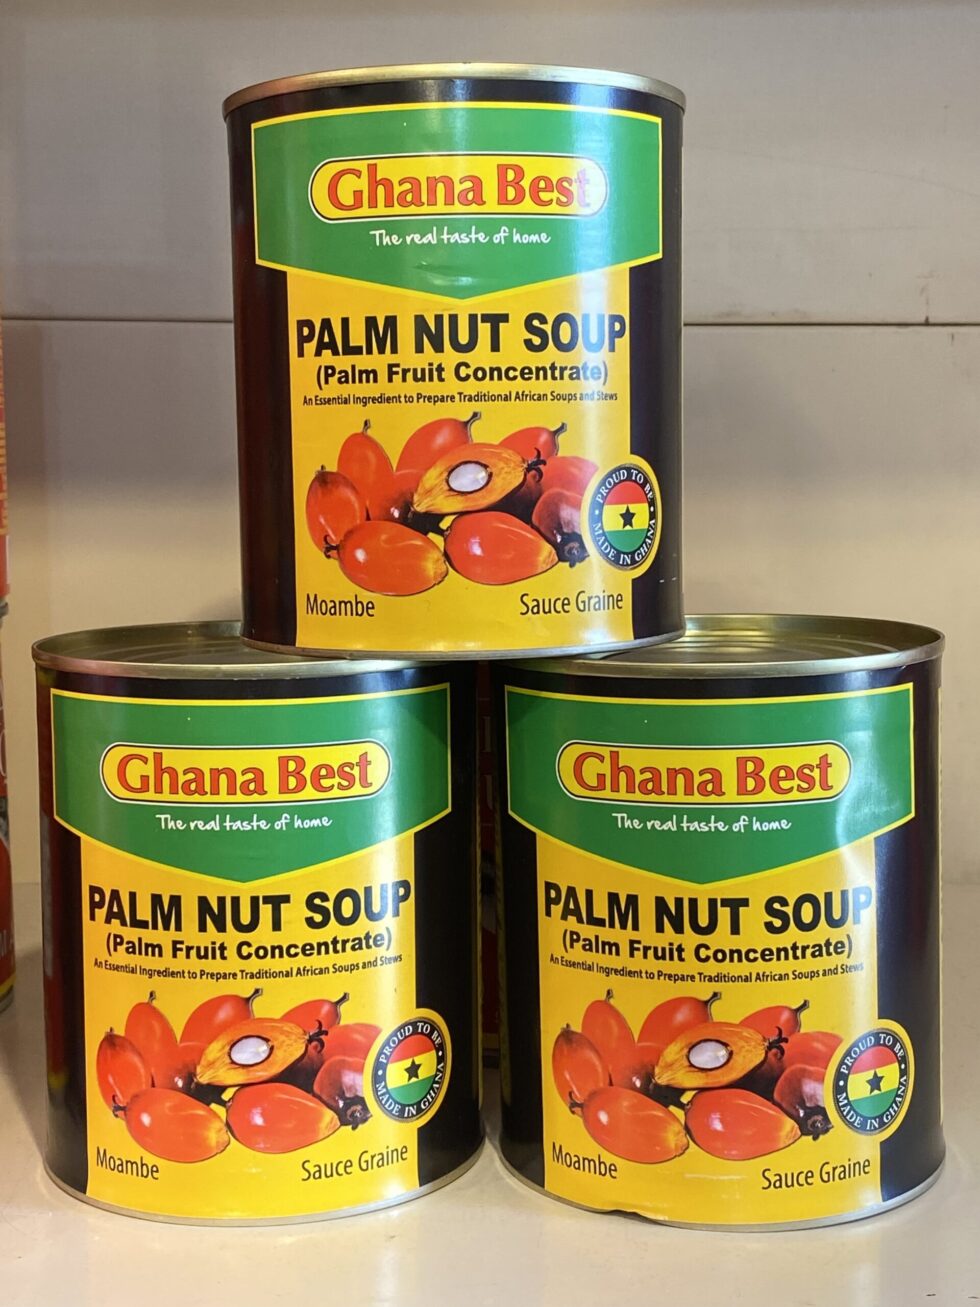 Ghana Best
The real taste of home
PALM NUT SOUP
(Palm Fruit Concentrate)
An Essential Ingredient to Prepare Traditional African Soups and Stews
PROUD TO BE
MADE IN GHANA
Moambe
Sauce Graine
Ghana Best
The real taste of home
PALM NUT SOUP
(Palm Fruit Concentrate)
An Essential Ingredient to Prepare Traditional African Soups and Stews
PROUD TO BE
MADE IN GHANA
Moambe
Sauce Graine
Ghana Best
The real taste of home
PALM NUT SOUP
(Palm Fruit Concentrate)
An Essential Ingredient to Prepare Traditional African Soups and Stews
PROUD TO BE
MADE IN GHANA
Moambe
Sauce Graine